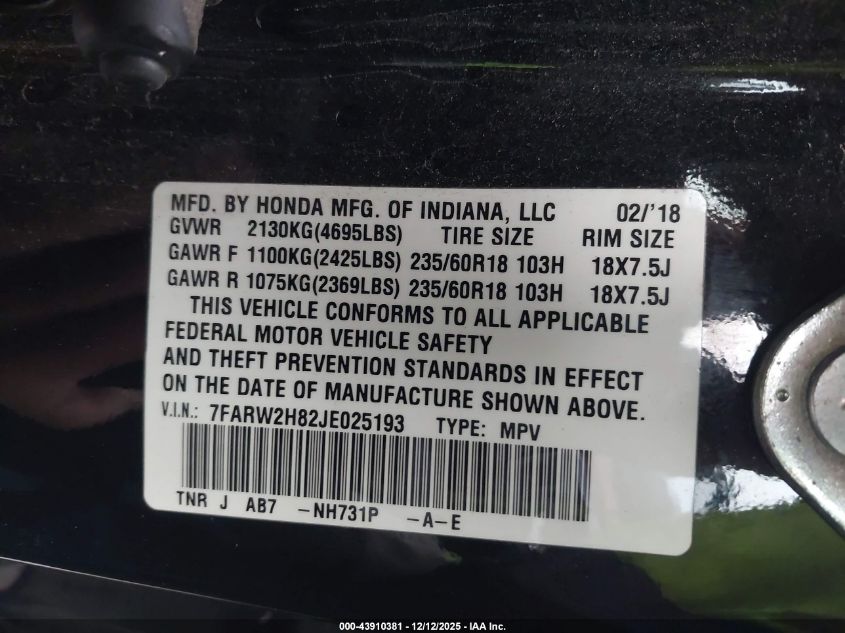 MFD. BY HONDA MFG. OF INDIANA, LLC 02/'18
GVWR 2130KG(4695LBS) TIRE SIZE RIM SIZE
GAWR F 1100KG(2425LBS) 235/60R18 103H 18X7.5J
GAWR R 1075KG(2369LBS) 235/60R18 103H 18X7.5J
THIS VEHICLE CONFORMS TO ALL APPLICABLE
FEDERAL MOTOR VEHICLE SAFETY
AND THEFT PREVENTION STANDARDS IN EFFECT
ON THE DATE OF MANUFACTURE SHOWN ABOVE.
V.I.N.: 7FARW2H82JE025193 TYPE: MPV
TNR J AB7 -NH731P -A-E
000-43910381 - 12/12/2025 - IAA Inc.